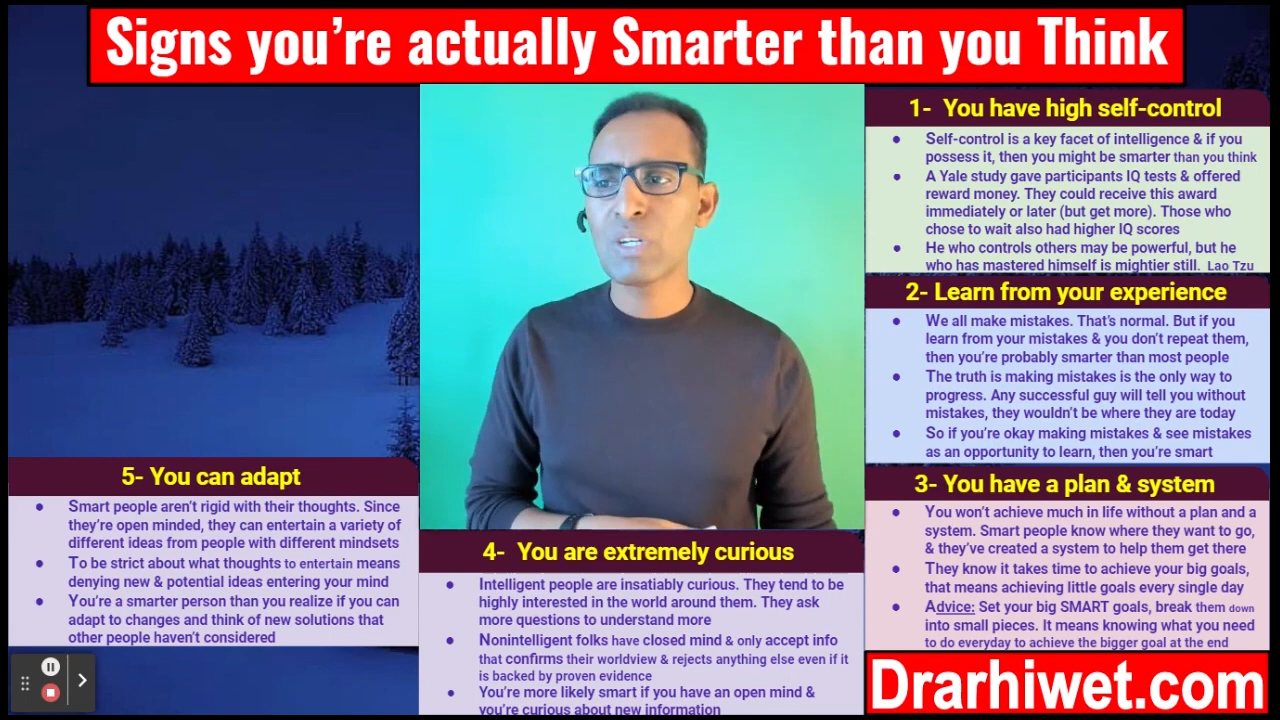 Signs you’re actually Smarter than you Think
1- You have high self-control
● Self-control is a key facet of intelligence & if you
possess it, then you might be smarter than you think
● A Yale study gave participants IQ tests & offered
reward money. They could receive this award
immediately or later (but get more). Those who
chose to wait also had higher IQ scores
● He who controls others may be powerful, but he
who has mastered himself is mightier still. Lao Tzu
2- Learn from your experience
● We all make mistakes. That’s normal. But if you
learn from your mistakes & you don’t repeat them,
then you’re probably smarter than most people
● The truth is making mistakes is the only way to
progress. Any successful guy will tell you without
mistakes, they wouldn’t be where they are today
● So if you’re okay making mistakes & see mistakes
as an opportunity to learn, then you’re smart
3- You have a plan & system
● You won’t achieve much in life without a plan and a
system. Smart people know where they want to go,
& they’ve created a system to help them get there
● They know it takes time to achieve your big goals,
that means achieving little goals every single day
● Advice: Set your big SMART goals, break them down
into small pieces. It means knowing what you need
to do everyday to achieve the bigger goal at the end
4- You are extremely curious
● Intelligent people are insatiably curious. They tend to be
highly interested in the world around them. They ask
more questions to understand more
● Nonintelligent folks have closed mind & only accept info
that confirms their worldview & rejects anything else even if it
is backed by proven evidence
● You’re more likely smart if you have an open mind &
you’re curious about new information
5- You can adapt
● Smart people aren’t rigid with their thoughts. Since
they’re open minded, they can entertain a variety of
different ideas from people with different mindsets
● To be strict about what thoughts to entertain means
denying new & potential ideas entering your mind
● You’re a smarter person than you realize if you can
adapt to changes and think of new solutions that
other people haven’t considered
Drarhiwet.com